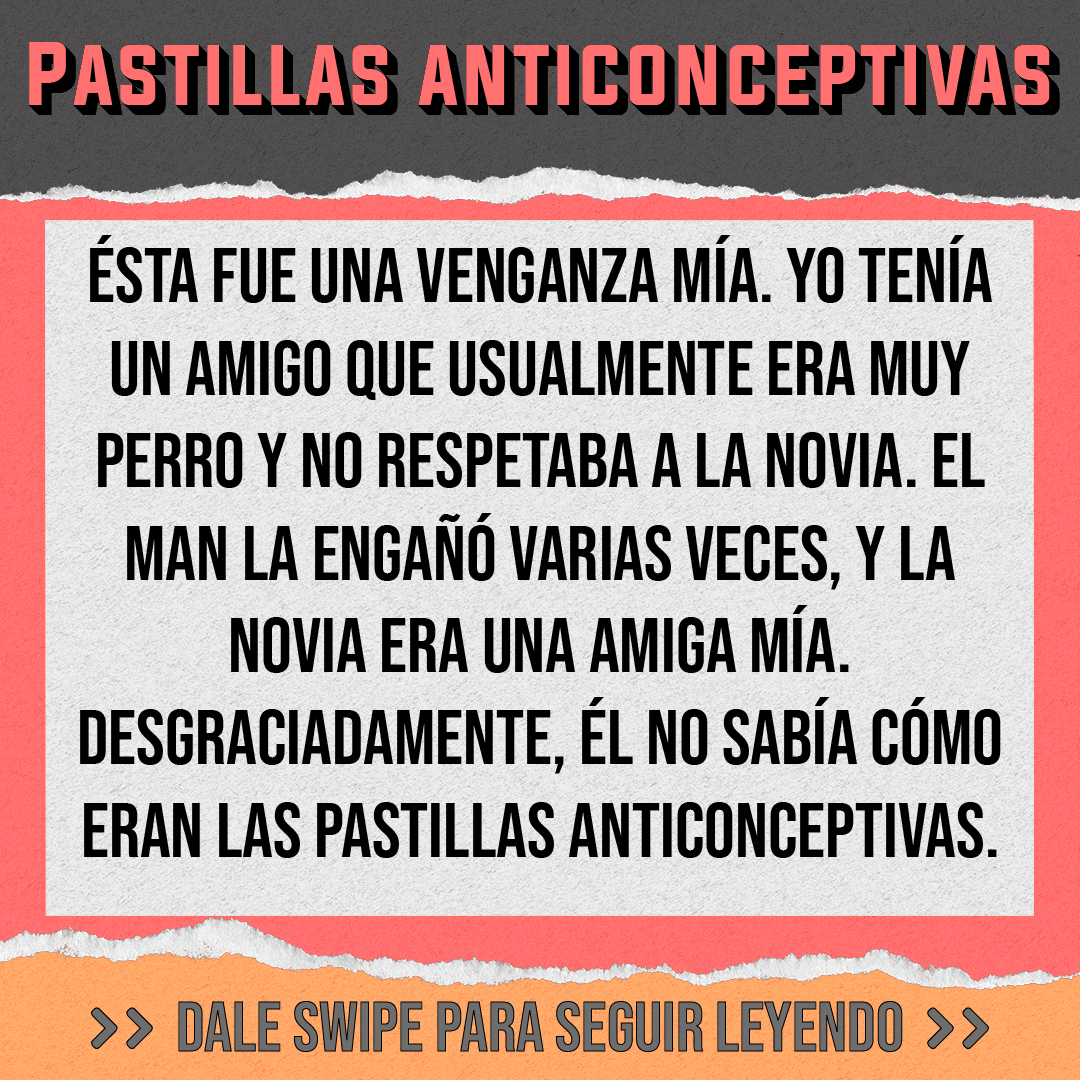 PASTILLAS ANTICONCEPTIVAS
ÉSTA FUE UNA VENGANZA MÍA. YO TENÍA
UN AMIGO QUE USUALMENTE ERA MUY
PERRO Y NO RESPETABA A LA NOVIA. EL
MAN LA ENGAÑÓ VARIAS VECES, Y LA
NOVIA ERA UNA AMIGA MÍA.
DESGRACIADAMENTE, ÉL NO SABÍA CÓMO
ERAN LAS PASTILLAS ANTICONCEPTIVAS.
>> DALE SWIPE PARA SEGUIR LEYENDO >>